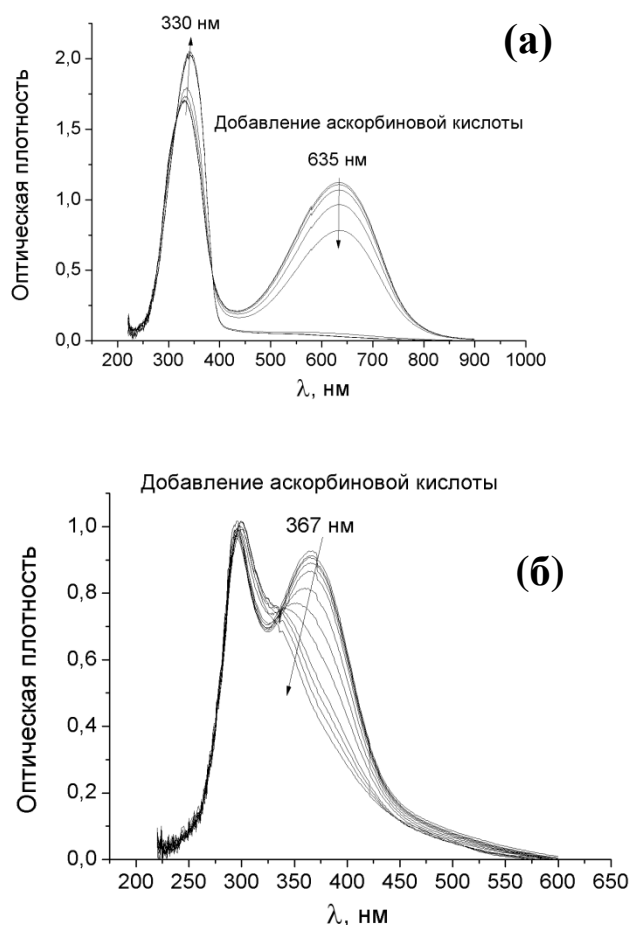 330 нм
(а)
Добавление аскорбиновой кислоты
635 нм
Оптическая плотность
2,0
1,5
1,0
0,5
0,0
200 300 400 500 600 700 800 900 1000
λ, нм
Добавление аскорбиновой кислоты
367 нм
(б)
Оптическая плотность
1,0
0,8
0,6
0,4
0,2
0,0
200 250 300 350 400 450 500 550 600 650
λ, нм